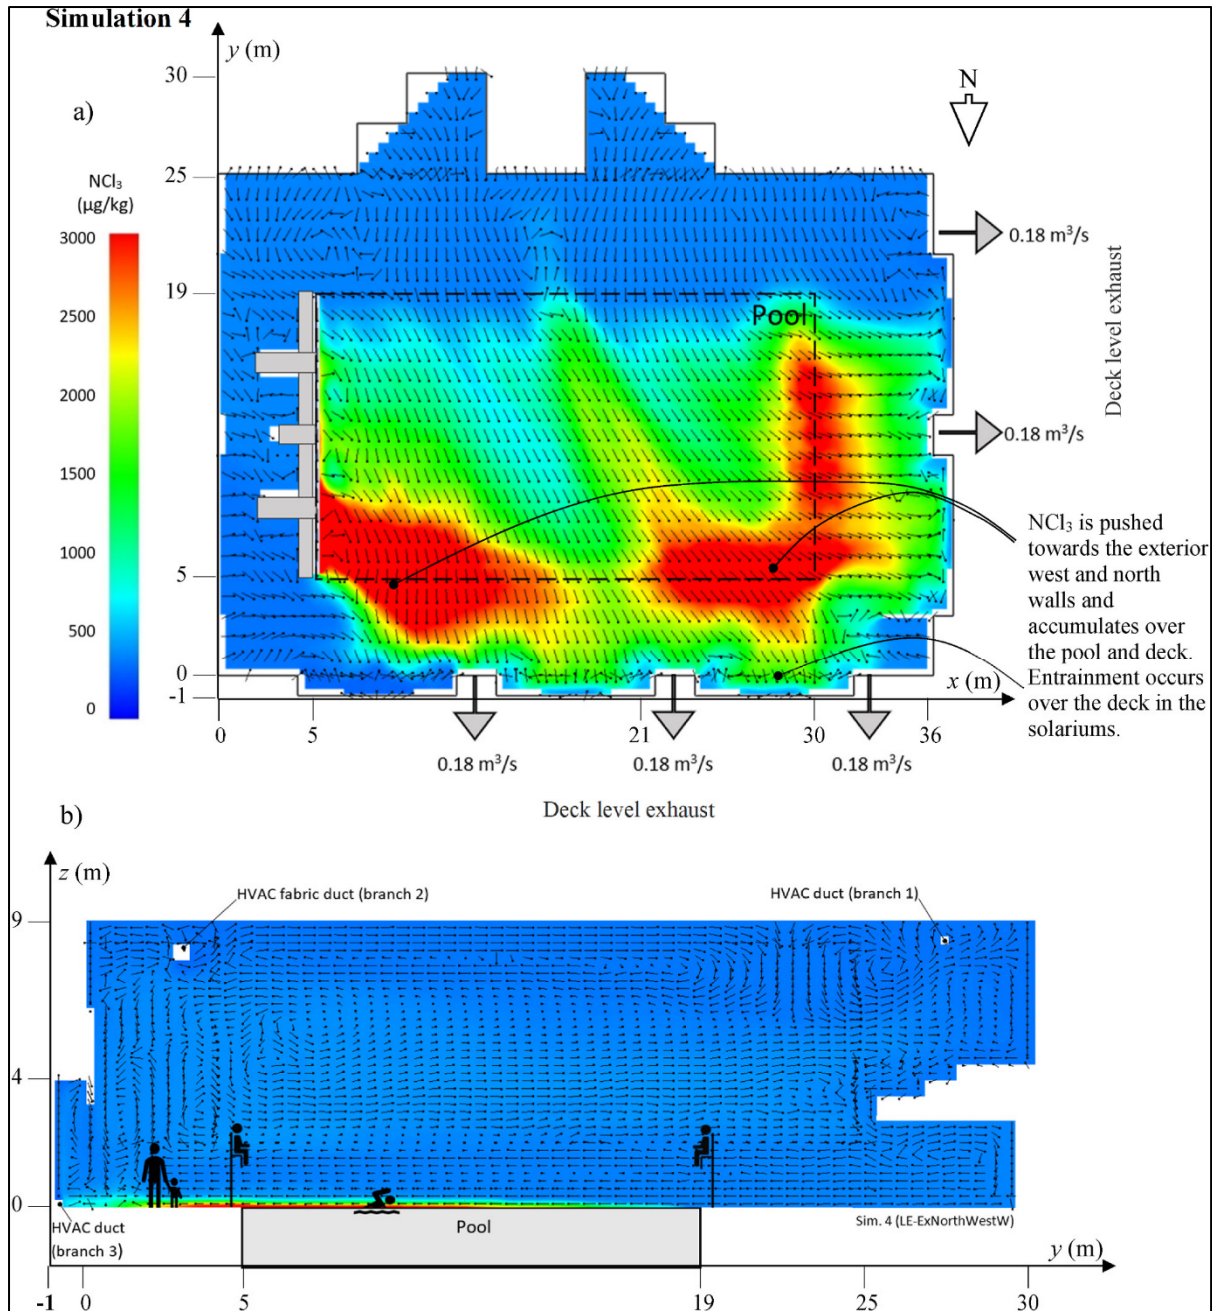 Simulation 4
y (m)
30
N
a)
25
NCl₃
(µg/kg)
3000
0.18 m³/s
Deck level exhaust
19
Pool
2500
2000
0.18 m³/s
1500
NCl₃ is pushed
towards the exterior
west and north
walls and
accumulates over
the pool and deck.
Entrainment occurs
over the deck in the
solariums.
1000
5
500
0
0
-1
x (m)
0
5
21
30
36
0.18 m³/s
0.18 m³/s
0.18 m³/s
Deck level exhaust
b)
z (m)
HVAC fabric duct (branch 2)
HVAC duct (branch 1)
9
4
0
HVAC duct
(branch 3)
Pool
Sim. 4 (LE-ExNorthWestW)
y (m)
-1
0
5
19
25
30